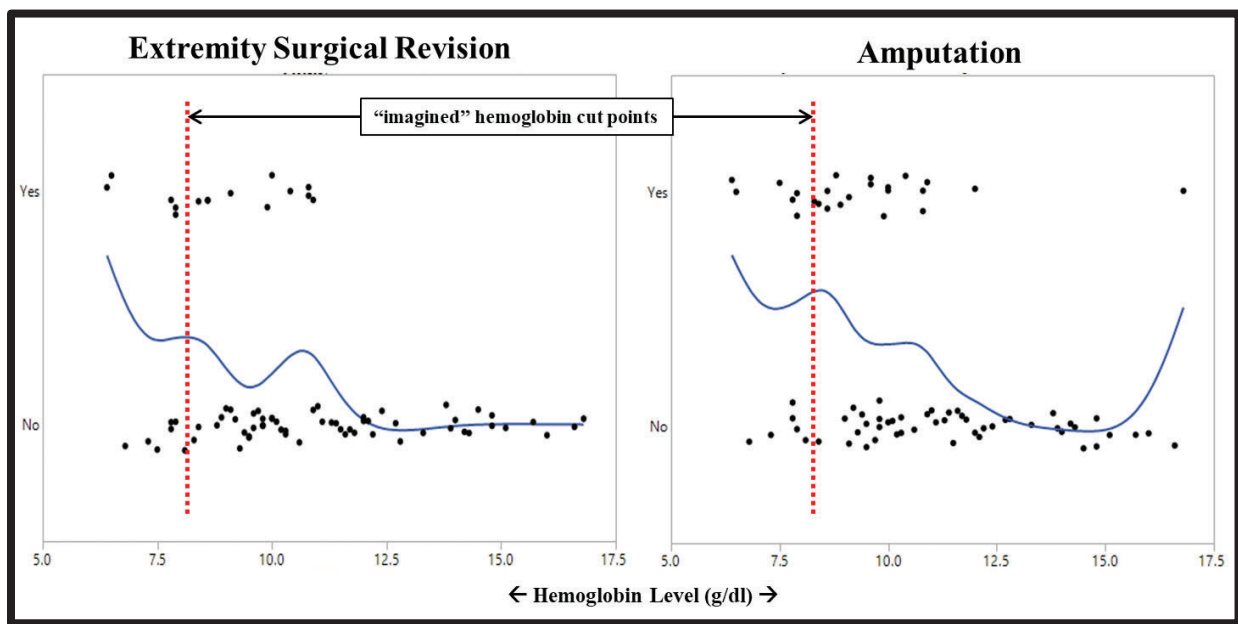 Extremity Surgical Revision
Amputation
“imagined” hemoglobin cut points
Yes
No
5.0 7.5 10.0 12.5 15.0 17.5
Yes
No
5.0 7.5 10.0 12.5 15.0 17.5
← Hemoglobin Level (g/dl) →